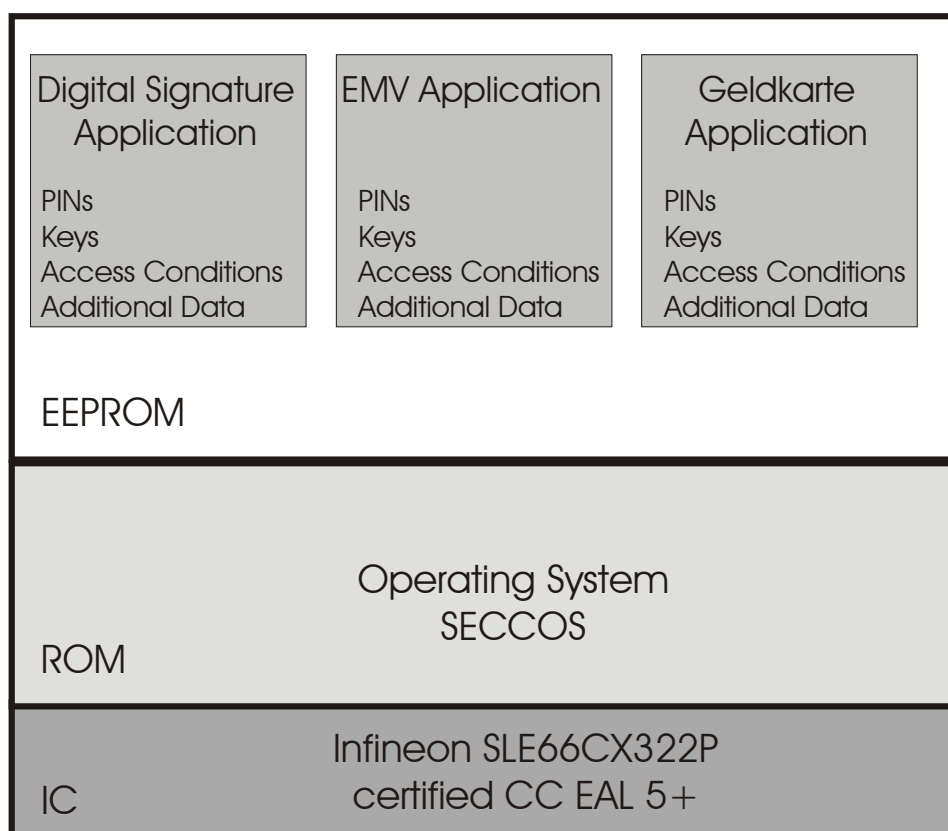 Digital Signature
Application
PINs
Keys
Access Conditions
Additional Data
EMV Application
PINs
Keys
Access Conditions
Additional Data
Geldkarte
Application
PINs
Keys
Access Conditions
Additional Data
EEPROM
Operating System
SECCOS
ROM
Infineon SLE66CX322P
certified CC EAL 5+
IC